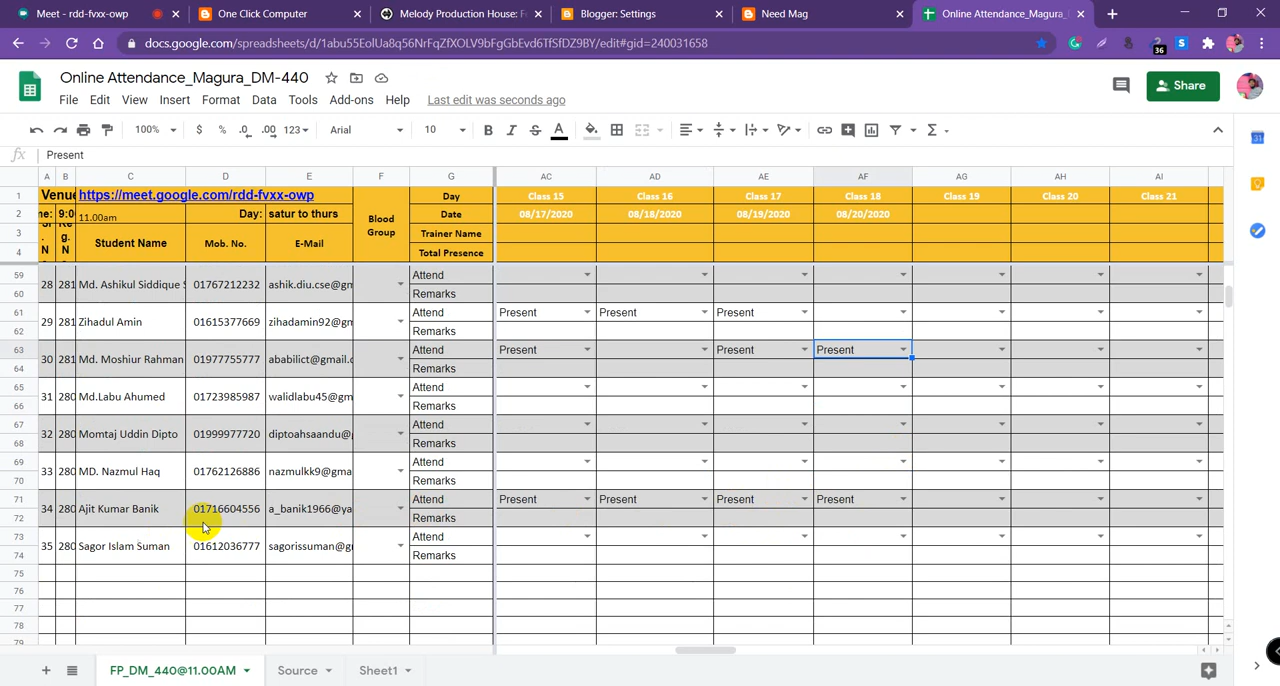 Meet - rdd-fvxx-owp
One Click Computer
Melody Production House: F
Blogger: Settings
Need Mag
Online Attendance_Magura_
docs.google.com/spreadsheets/d/1abu55EolUa8q56NrFqZfXOLV9bFgGbEvd6TfSfDZ9BY/edit#gid=240031658
36
Online Attendance_Magura_DM-440
File Edit View Insert Format Data Tools Add-ons Help Last edit was seconds ago
Share
100% $ % .0 .00 123 Arial 10 B I S A
fx Present
A B C D E F G AC AD AE AF AG AH AI
1 Venue https://meet.google.com/rdd-fvxx-owp Day Class 15 Class 16 Class 17 Class 18 Class 19 Class 20 Class 21
2 me: 9:0 11.00am Day: satur to thurs Blood Group Date 08/17/2020 08/18/2020 08/19/2020 08/20/2020
3 Student Name Mob. No. E-Mail Trainer Name
4 N N Total Presence
59 28 281 Md. Ashikul Siddique S 01767212232 ashik.diu.cse@gm Attend
60 Remarks
61 29 281 Zihadul Amin 01615377669 zihadamin92@gm Attend Present Present Present
62 Remarks
63 30 281 Md. Moshiur Rahman 01977755777 ababilict@gmail.c Attend Present Present Present
64 Remarks
65 31 280 Md.Labu Ahumed 01723985987 walidlabu45@gm Attend
66 Remarks
67 32 280 Momtaj Uddin Dipto 01999977720 diptoahsaandu@g Attend
68 Remarks
69 33 280 MD. Nazmul Haq 01762126886 nazmulkk9@gma Attend
70 Remarks
71 34 280 Ajit Kumar Banik 01716604556 a_banik1966@ya Attend Present Present Present Present
72 Remarks
73 35 280 Sagor Islam Suman 01612036777 sagorissuman@g Attend
74 Remarks
75
76
77
78
79
FP_DM_440@11.00AM Source Sheet1